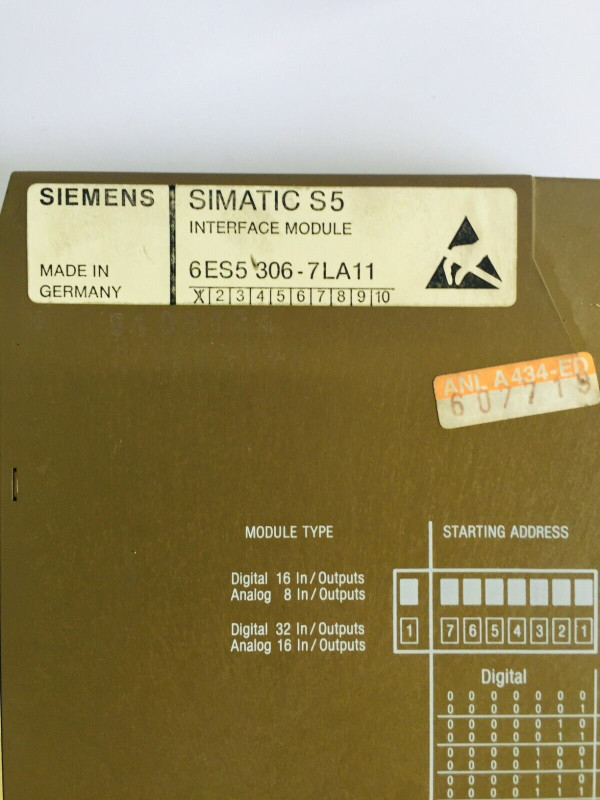 SIEMENS
SIMATIC S5
INTERFACE MODULE
MADE IN
GERMANY
6ES5 306-7LA11
X 2 3 4 5 6 7 8 9 10
ANL A434-ED
607719
MODULE TYPE
STARTING ADDRESS
Digital 16 In/Outputs
Analog 8 In/Outputs
Digital 32 In/Outputs
Analog 16 In/Outputs
1 7 6 5 4 3 2 1
Digital
0 0 0 0 0 0 0
0 0 0 0 0 0 1
0 0 0 0 0 1 0
0 0 0 0 0 1 1
0 0 0 0 1 0 0
0 0 0 0 1 0 1
0 0 0 0 1 1 0
0 0 0 0 1 1 1